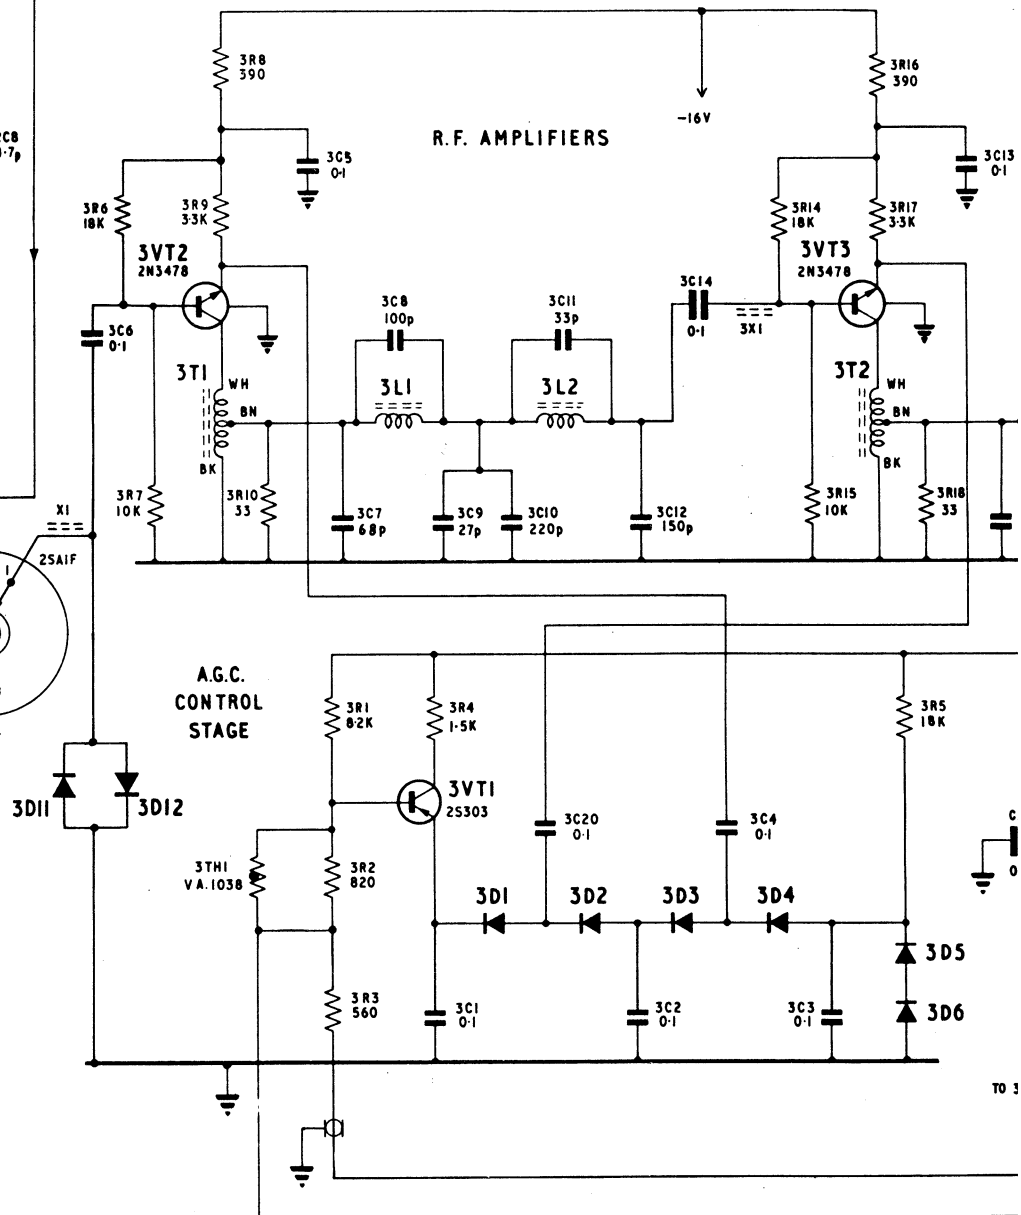 3R8
390
3R16
390
R.F. AMPLIFIERS
-16V
3C5
0·1
3C13
0·1
3R6
18K
3R9
3·3K
3R14
18K
3R17
3·3K
3VT2
2N3478
3VT3
2N3478
3C6
0·1
3C8
100p
3C11
33p
3C14
0·1
3X1
3T1
WH
BN
BK
3L1
3L2
3T2
WH
BN
BK
3R7
10K
3R10
33
3C7
68p
3C9
27p
3C10
220p
3C12
150p
3R15
10K
3R18
33
X1
2SA1F
1
A.G.C.
CONTROL
STAGE
3R1
8·2K
3R4
1·5K
3R5
18K
3VT1
2S303
3D11
3D12
3TH1
V A.1038
3R2
820
3C20
0·1
3C4
0·1
3D1
3D2
3D3
3D4
3D5
3D6
3R3
560
3C1
0·1
3C2
0·1
3C3
0·1
TO 3